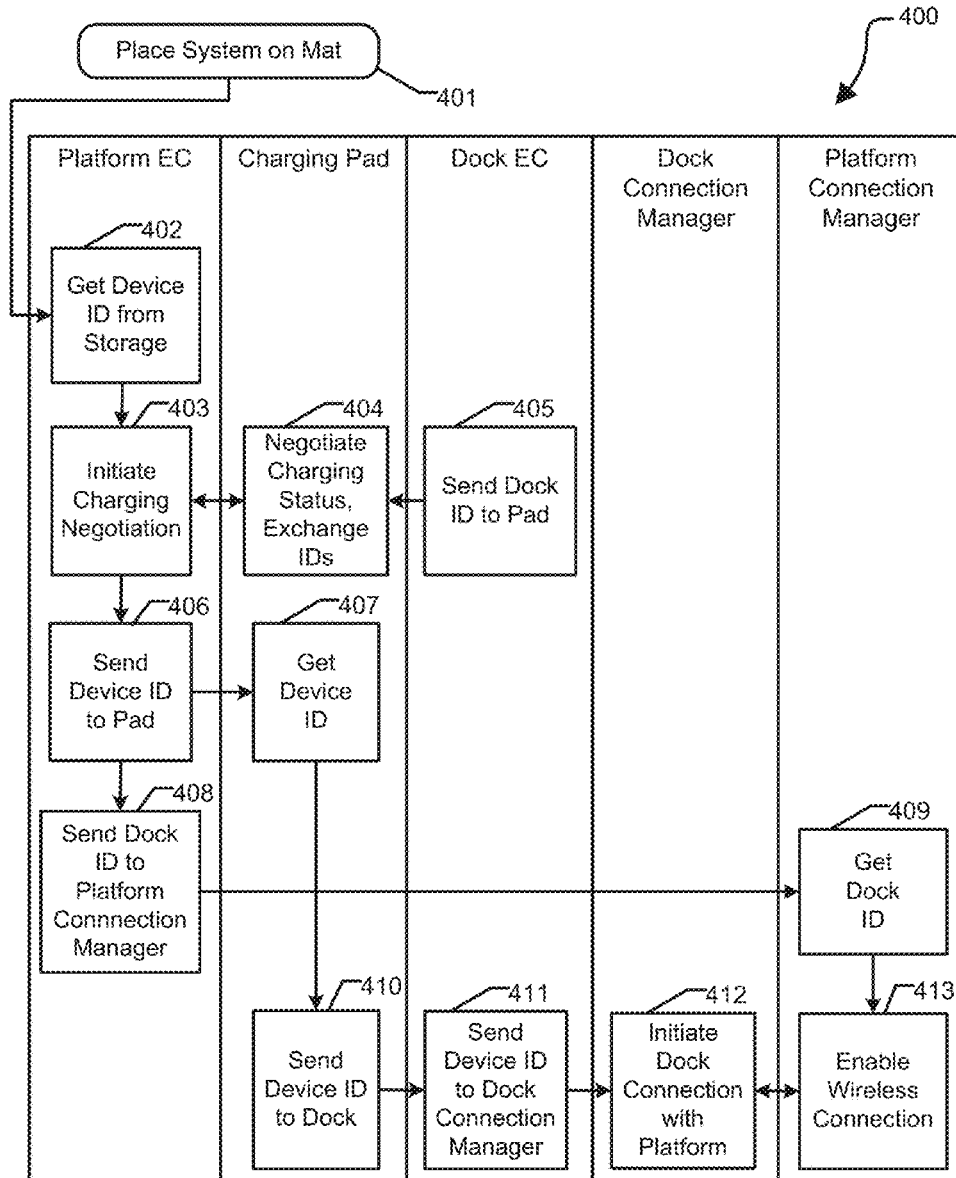 400
Place System on Mat
401
Platform EC
Charging Pad
Dock EC
Dock
Connection
Manager
Platform
Connection
Manager
402
Get Device
ID from
Storage
403
Initiate
Charging
Negotiation
404
Negotiate
Charging
Status,
Exchange
IDs
405
Send Dock
ID to Pad
406
Send
Device ID
to Pad
407
Get
Device
ID
408
Send Dock
ID to
Platform
Connnection
Manager
409
Get
Dock
ID
410
Send
Device ID
to Dock
411
Send
Device ID
to Dock
Connection
Manager
412
Initiate
Dock
Connection
with
Platform
413
Enable
Wireless
Connection